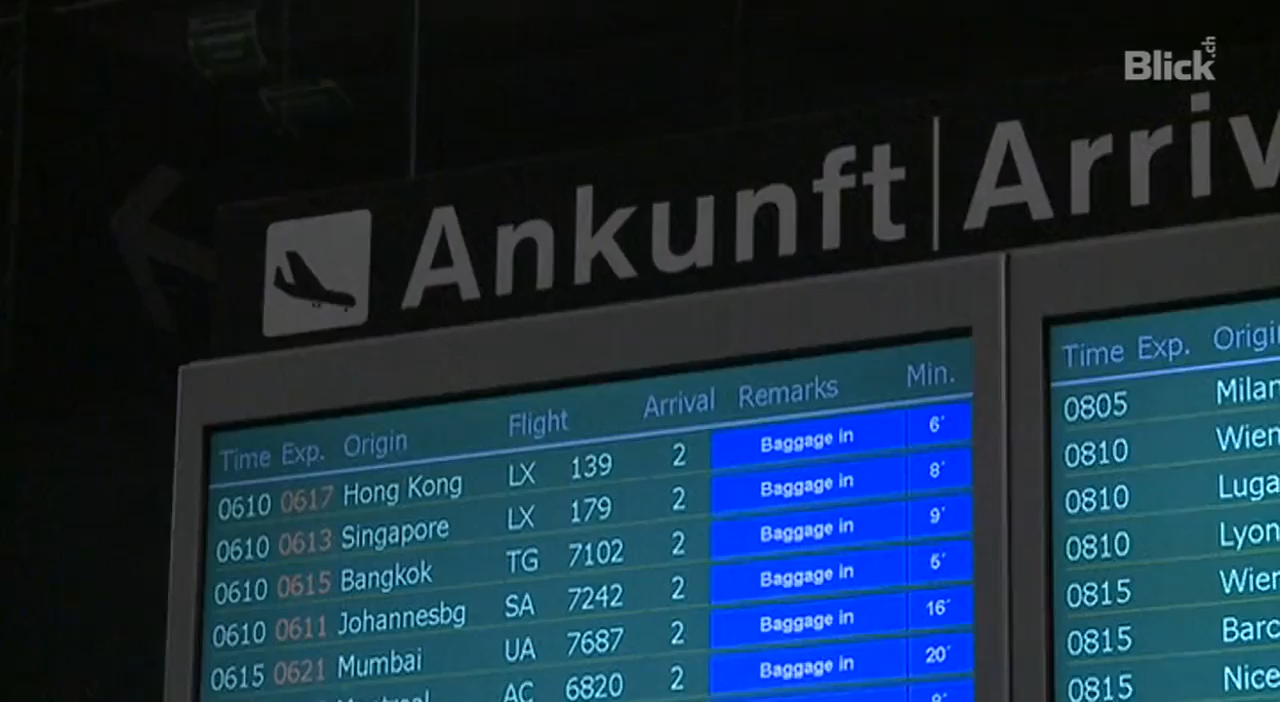 Blick.ch
Ankunft | Arriv
Time Exp. Origin Flight Arrival Remarks Min.
0610 0617 Hong Kong LX 139 2 Baggage in 6'
0610 0613 Singapore LX 179 2 Baggage in 8'
0610 0615 Bangkok TG 7102 2 Baggage in 9'
0610 0611 Johannesbg SA 7242 2 Baggage in 5'
0615 0621 Mumbai UA 7687 2 Baggage in 16'
Montreal AC 6820 2 Baggage in 20'
Time Exp. Origi
0805 Milan
0810 Wien
0810 Luga
0810 Lyon
0815 Wien
0815 Barc
0815 Nice